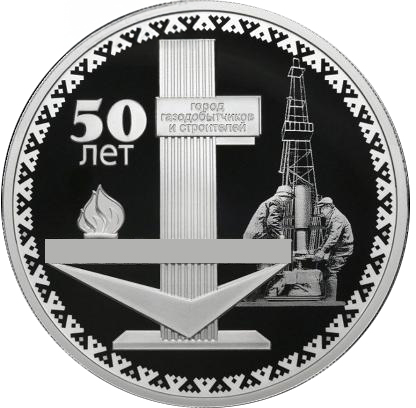 50
лет
город
газодобытчиков
и строителей